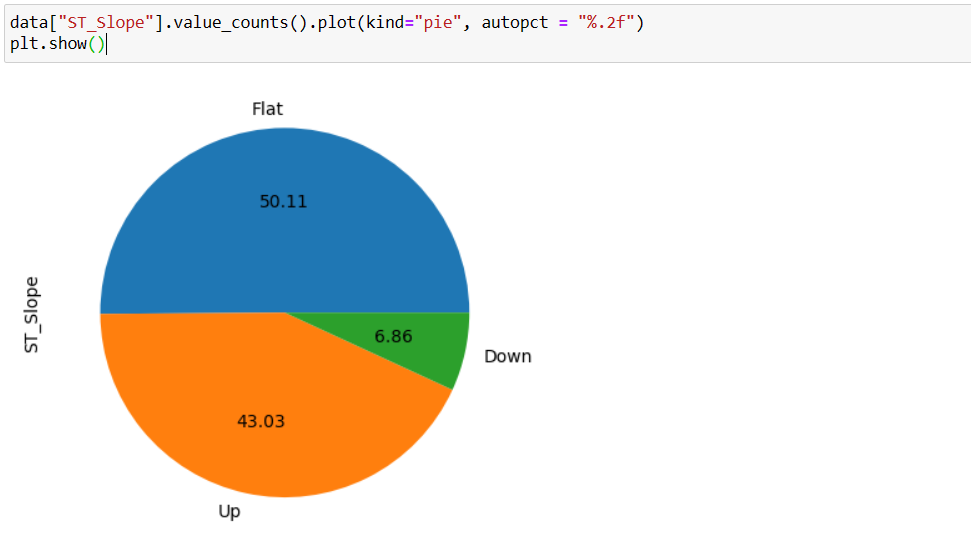 data["ST_Slope"].value_counts().plot(kind="pie", autopct = "%.2f")
plt.show()
Flat
50.11
ST_Slope
6.86
Down
43.03
Up